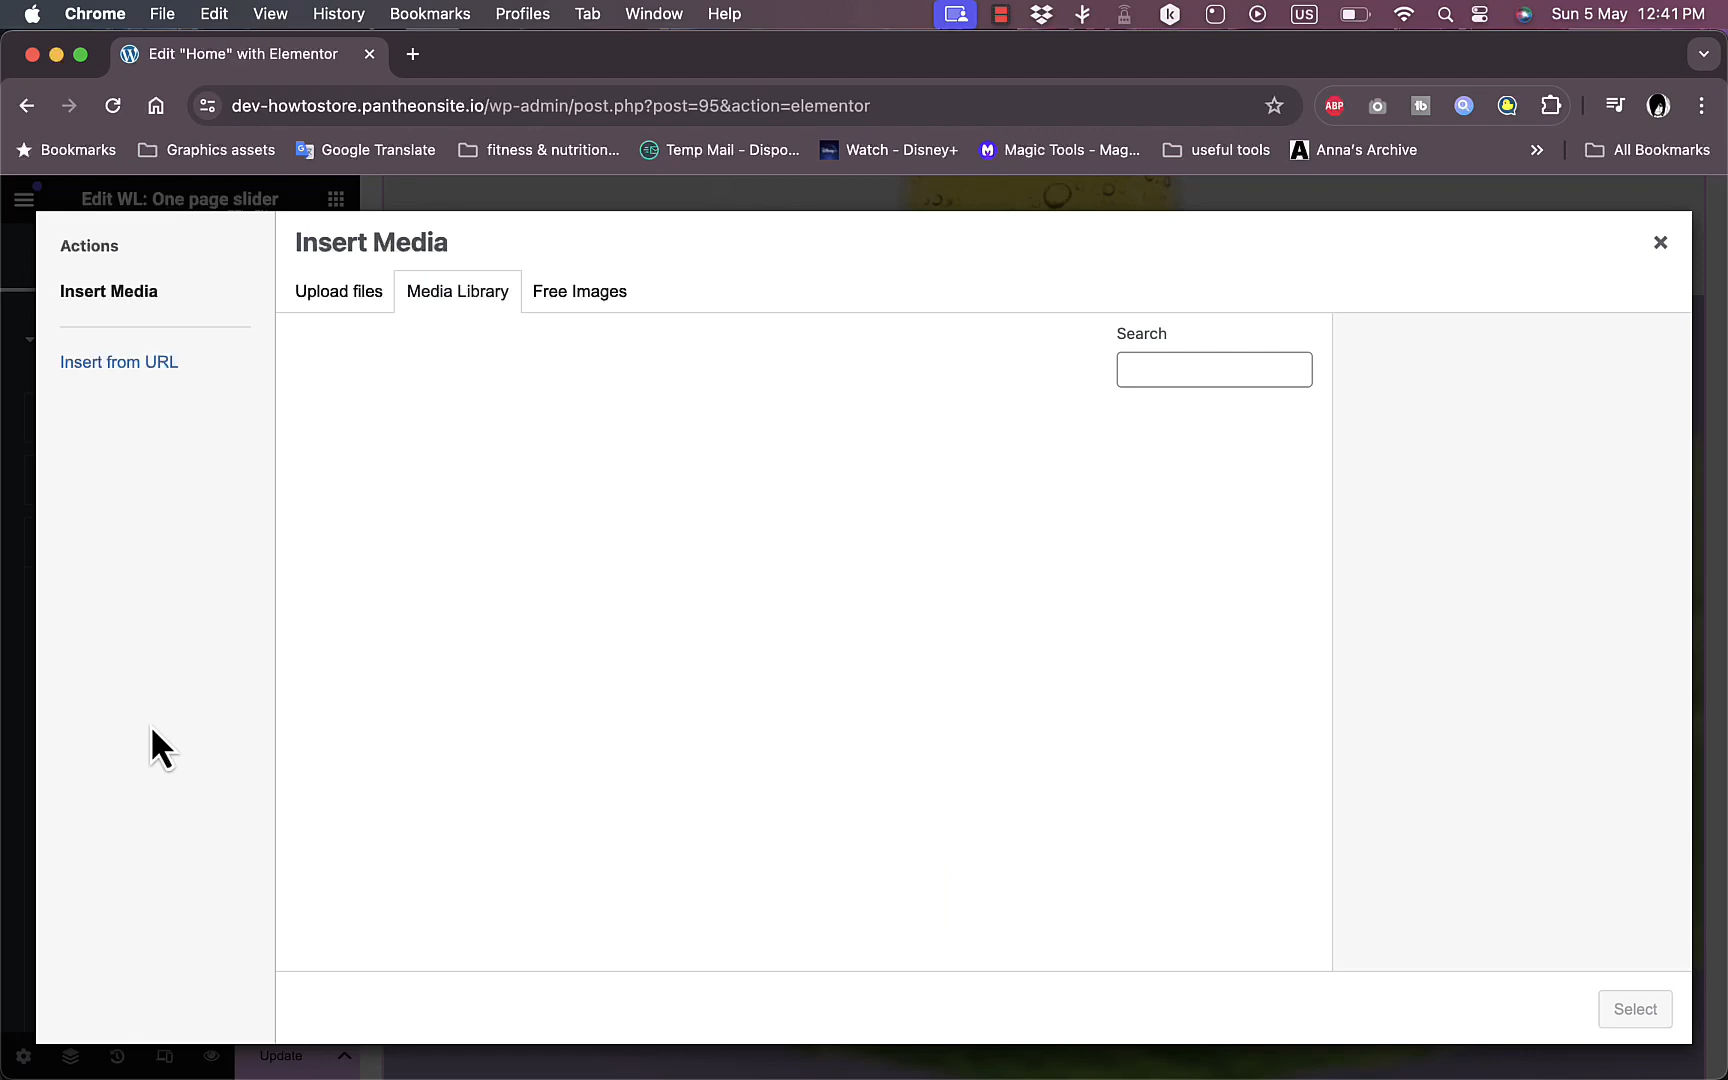 Chrome File Edit View History Bookmarks Profiles Tab Window Help US Sun 5 May 12:41 PM
Edit "Home" with Elementor
dev-howtostore.pantheonsite.io/wp-admin/post.php?post=95&action=elementor ABP tb
Bookmarks Graphics assets Google Translate fitness & nutrition... Temp Mail - Dispo... Watch - Disney+ Magic Tools - Mag... useful tools Anna's Archive All Bookmarks
Edit WL: One page slider
Actions
Insert Media
Insert from URL
Insert Media
Upload files Media Library Free Images
Search
Select
Update